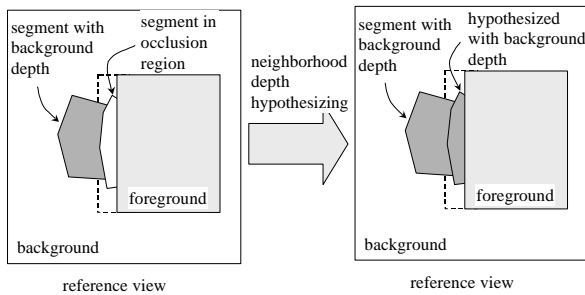 segment with
background
depth
segment in
occlusion
region
foreground
background
reference view
neighborhood
depth
hypothesizing
segment with
background
depth
hypothesized
with background
depth
foreground
background
reference view